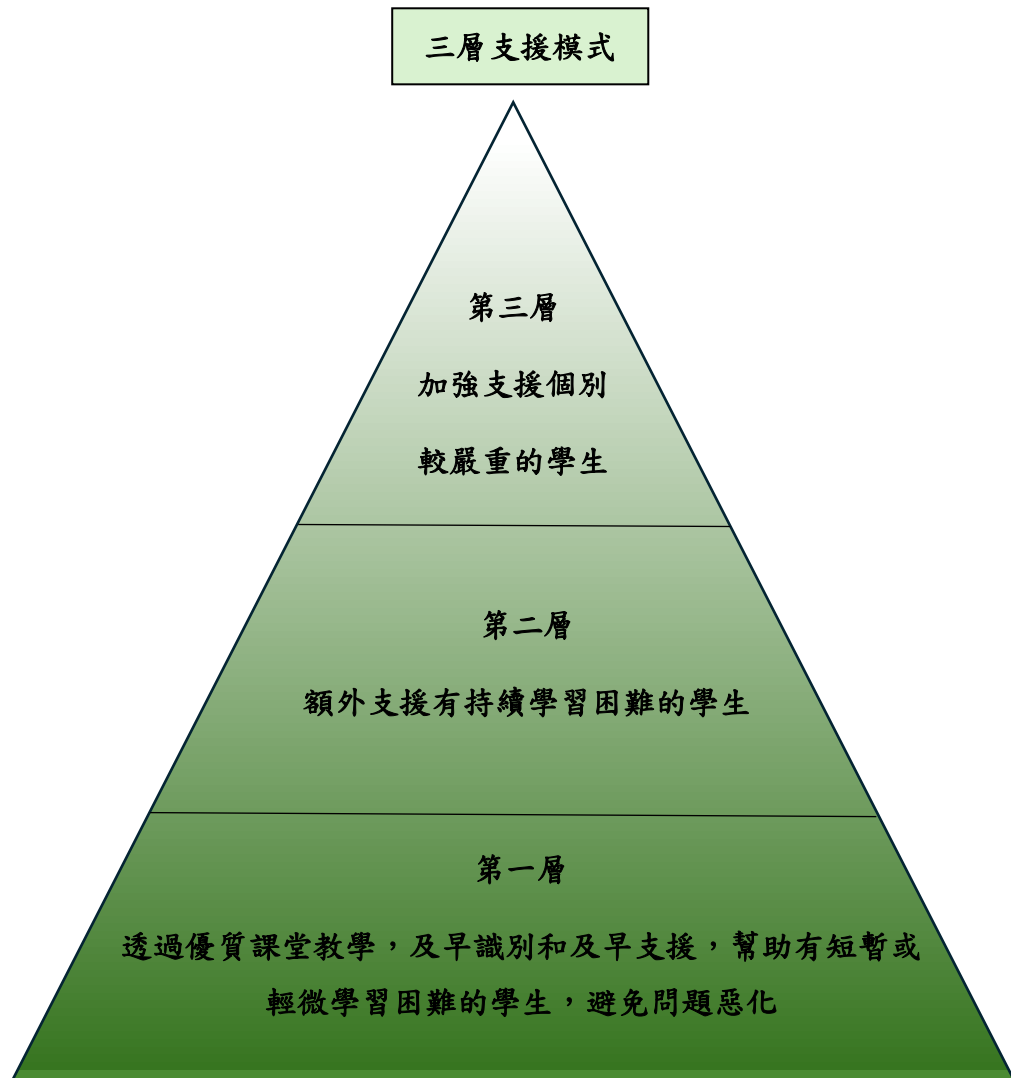 三層支援模式
第三層
加強支援個別
較嚴重的學生
第二層
額外支援有持續學習困難的學生
第一層
透過優質課堂教學，及早識別和及早支援，幫助有短暫或
輕微學習困難的學生，避免問題惡化